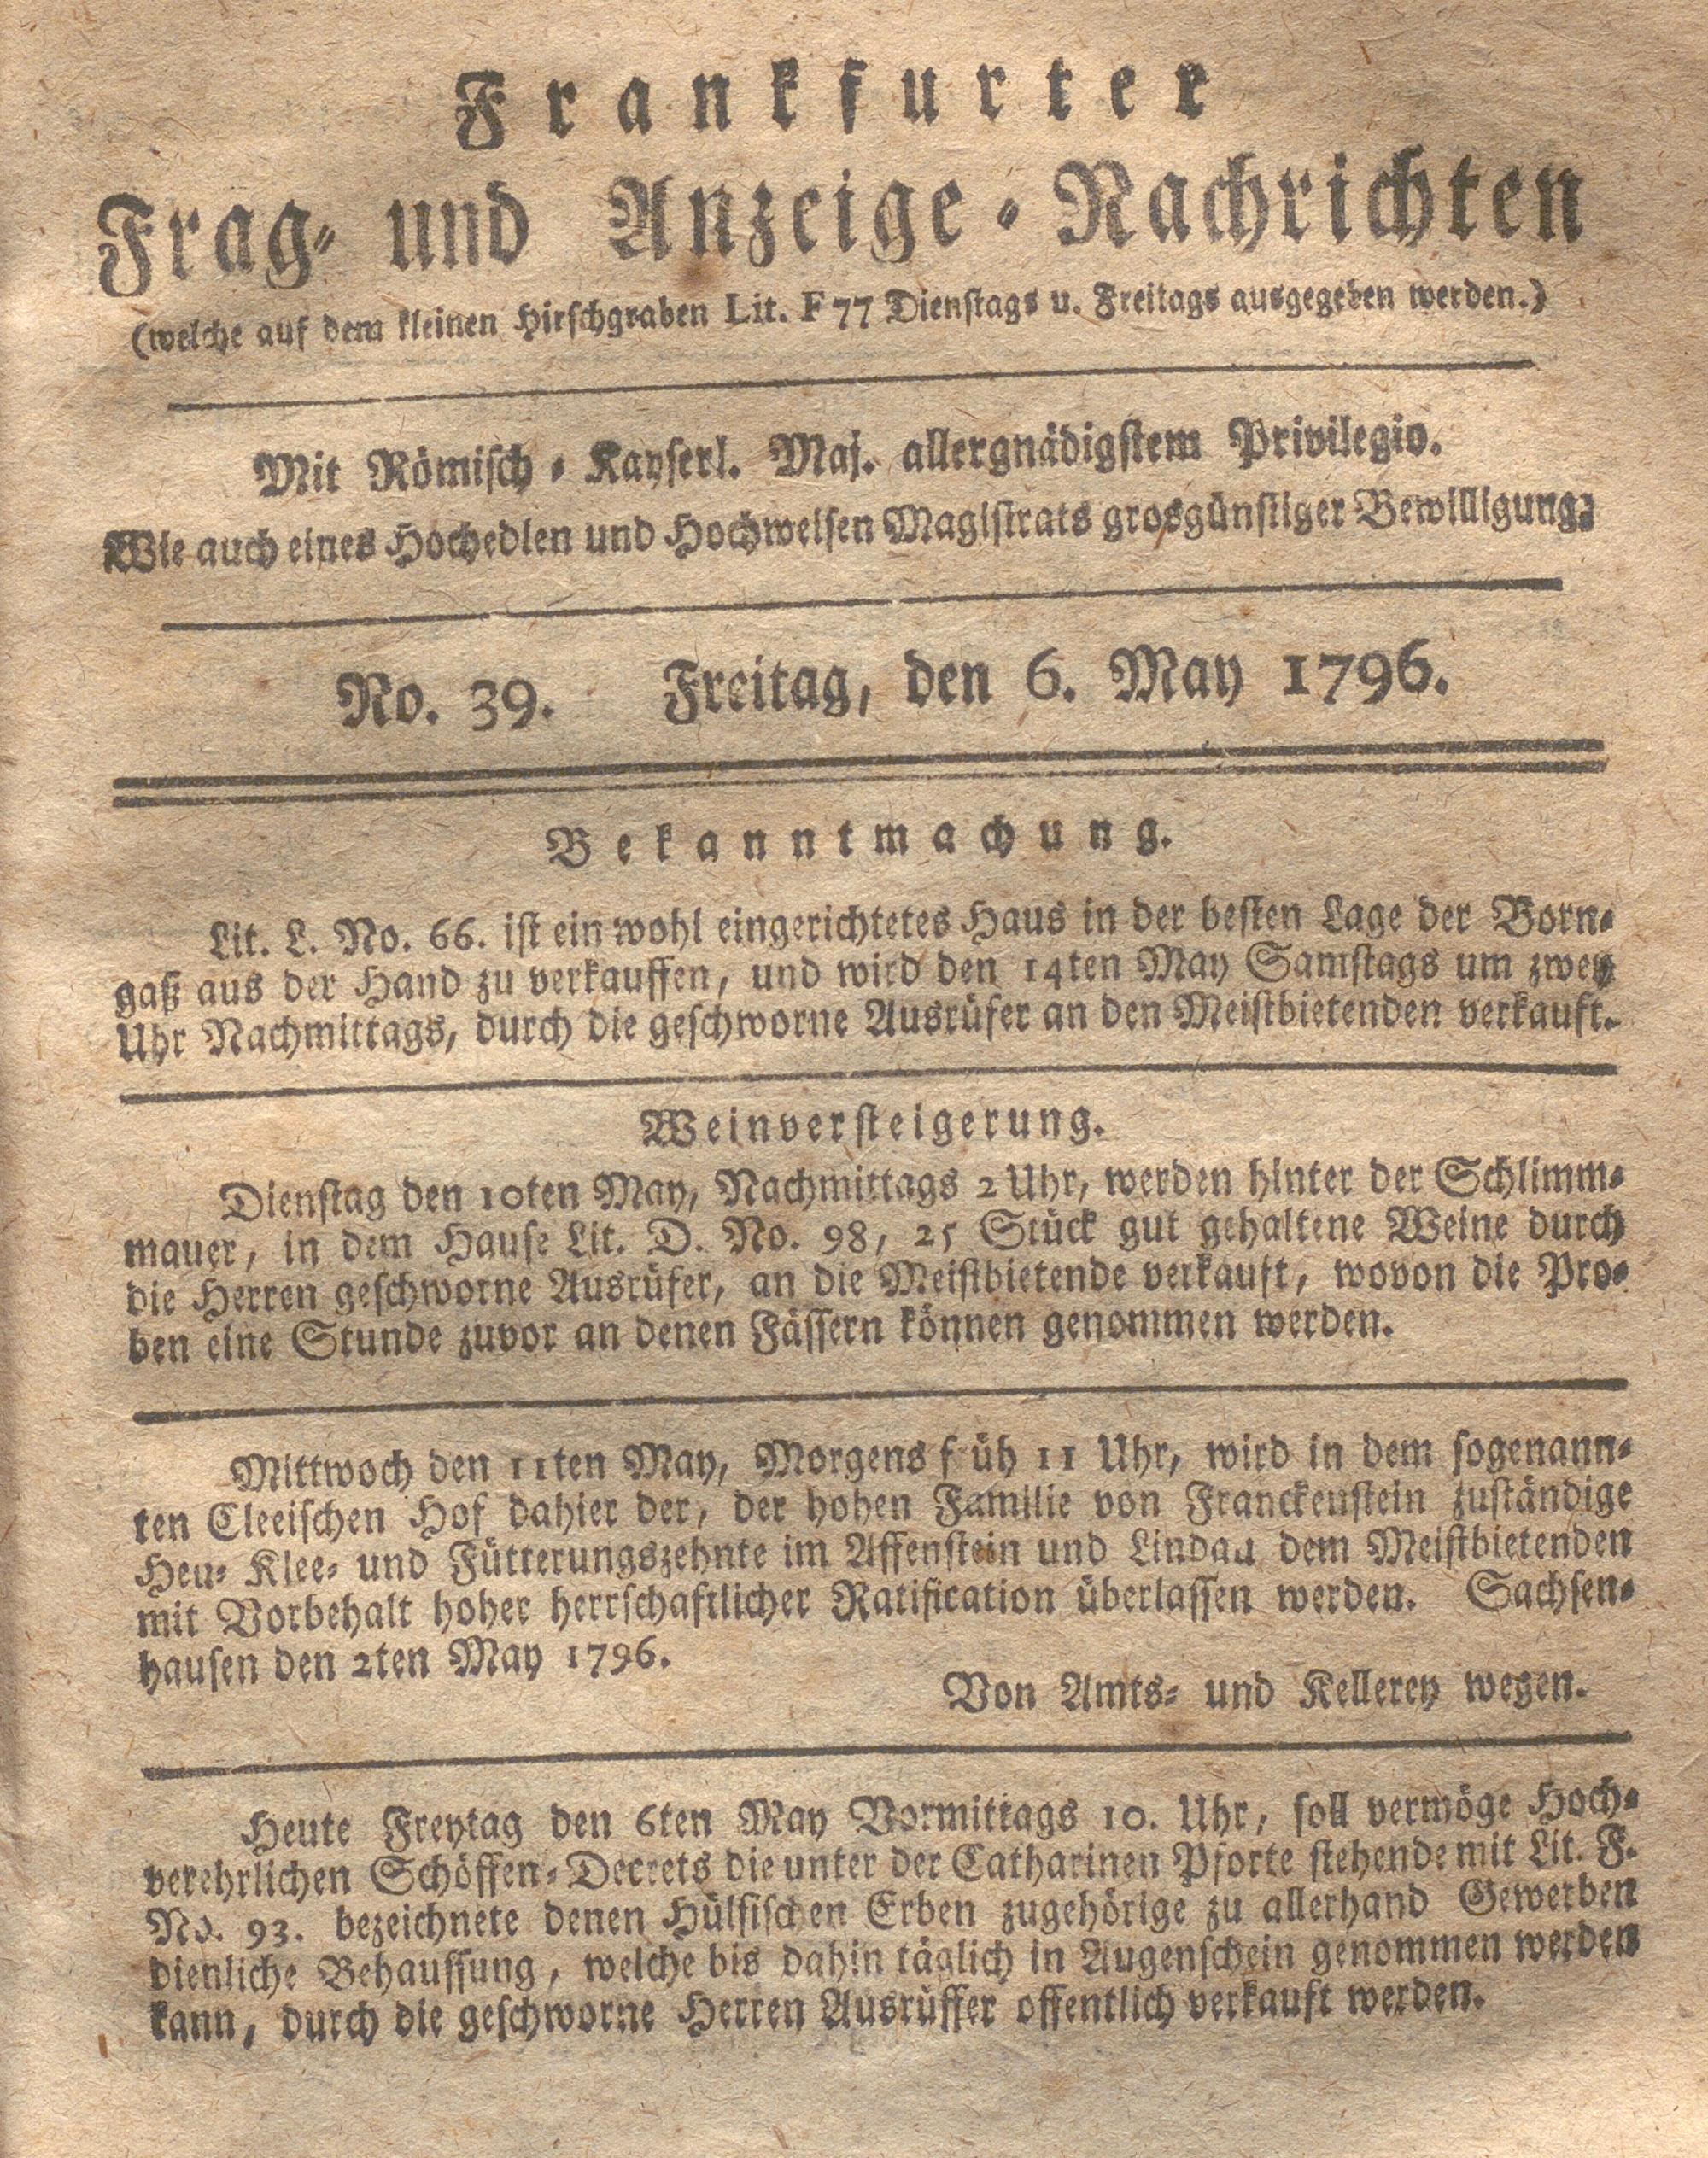 Frankfurter
Frag- und Anzeige-Nachrichten
(welche auf dem kleinen Hirschgraben Lit. F 77 Dienstags u. Freitags ausgegeben werden.)
Mit Römisch-Kayserl. Maj. allergnädigstem Privilegio.
Wie auch eines Hochedlen und Hochweisen Magistrats grosgünstiger Bewilligung:
No. 39. Freitag, den 6. May 1796.
Bekanntmachung.
Lit. L. No. 66. ist ein wohl eingerichtetes Haus in der besten Lage der Born-
gaß aus der Hand zu verkauffen, und wird den 14ten May Samstags um zwey
Uhr Nachmittags, durch die geschworne Ausrüfer an den Meistbietenden verkauft.
Weinversteigerung.
Dienstag den 10ten May, Nachmittags 2 Uhr, werden hinter der Schlimm-
mauer, in dem Hause Lit. D. No. 98, 25 Stück gut gehaltene Weine durch
die Herren geschworne Ausrüfer, an die Meistbietende verkauft, wovon die Pro-
ben eine Stunde zuvor an denen Fässern können genommen werden.
Mittwoch den 11ten May, Morgens früh 11 Uhr, wird in dem sogenann-
ten Cleeischen Hof dahier der, der hohen Familie von Franckenstein zuständige
Heu- Klee- und Fütterungszehnte im Affenstein und Lindau dem Meistbietenden
mit Vorbehalt hoher herrschaftlicher Ratification überlassen werden. Sachsen-
hausen den 2ten May 1796.
Von Amts- und Kellerey wegen.
Heute Freytag den 6ten May Vormittags 10. Uhr, soll vermöge Hoch-
verehrlichen Schöffen-Decrets die unter der Catharinen Pforte stehende mit Lit. F.
No. 93. bezeichnete denen Hülsischen Erben zugehörige zu allerhand Gewerben
dienliche Behaussung, welche bis dahin täglich in Augenschein genommen werden
kann, durch die geschworne Herren Ausrüffer offentlich verkauft werden.